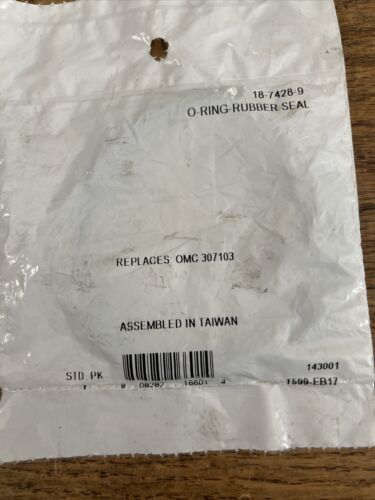 18-7428-9
O-RING-RUBBER SEAL
REPLACES OMC 307103
ASSEMBLED IN TAIWAN
143001
STD PK 1
T599-EB17